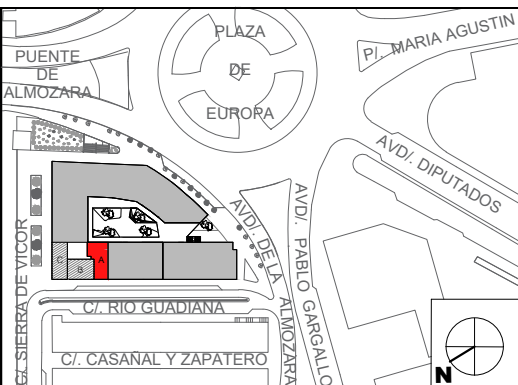 PLAZA
DE
EUROPA
P/. MARIA AGUSTIN
PUENTE
DE
ALMOZARA
AVD/. DIPUTADOS
AVD/. DE LA ALMOZARA
AVD/. PABLO GARGALLO
C/. SIERRA DE VICOR
C
B
A
C/. RIO GUADIANA
C/. CASAÑAL Y ZAPATERO
N